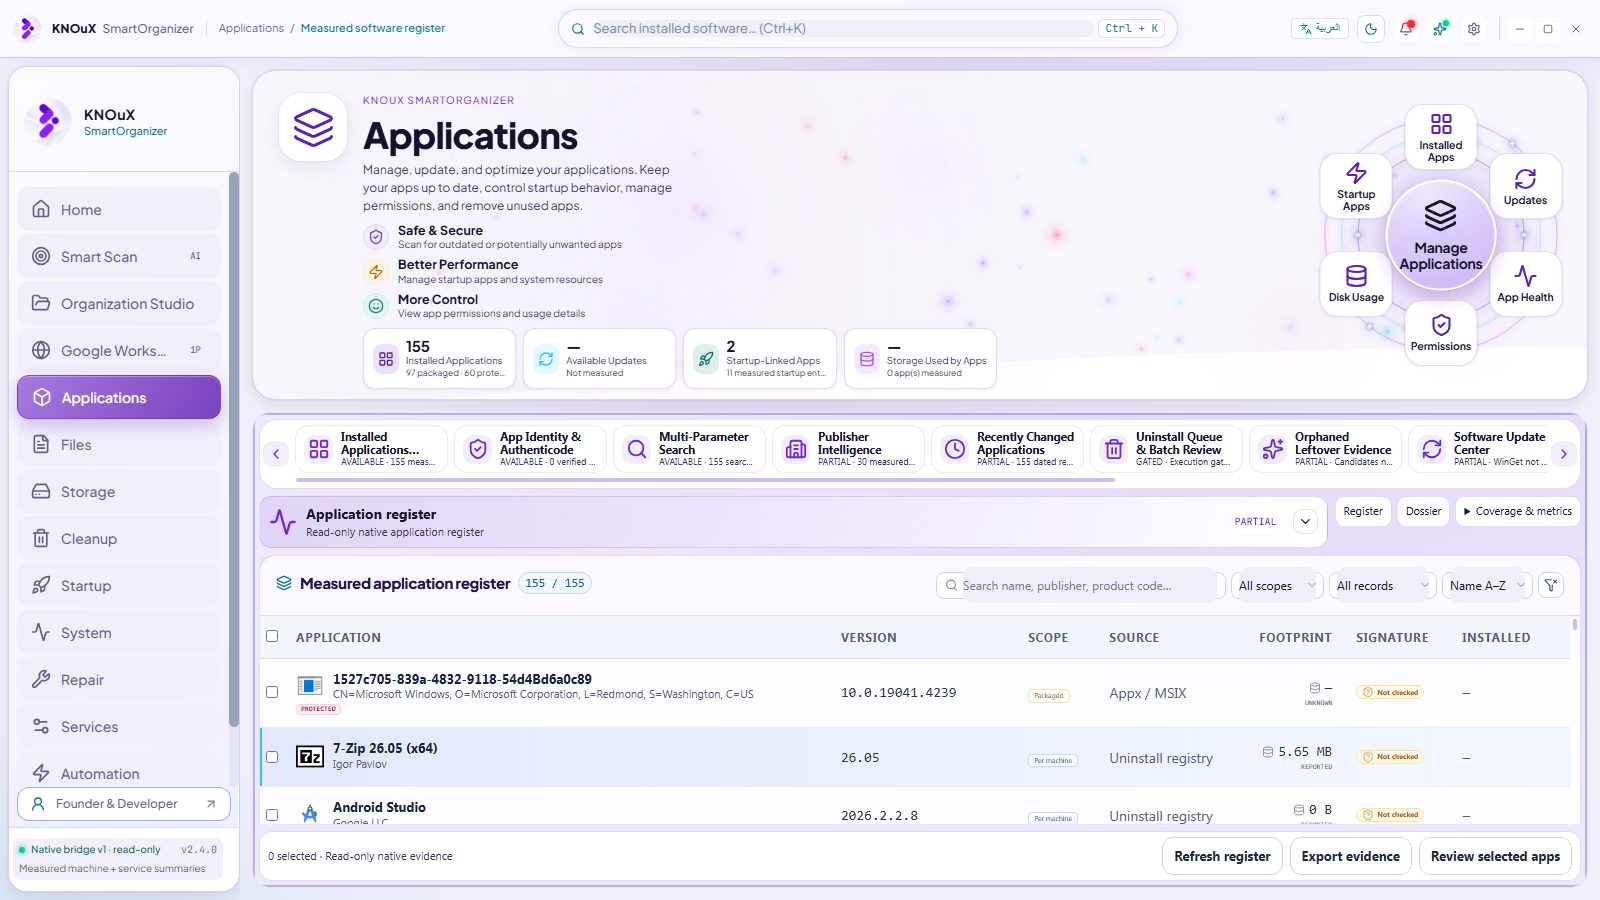 KNOuX SmartOrganizer
Applications / Measured software register
Search installed software... (Ctrl+K)
Ctrl + K
العربية
KNOuX
SmartOrganizer
Home
Smart Scan
AI
Organization Studio
Google Works...
1P
Applications
Files
Storage
Cleanup
Startup
System
Repair
Services
Automation
Founder & Developer
Native bridge v1 · read-only
v2.4.0
Measured machine + service summaries
KNOUX SMARTORGANIZER
Applications
Manage, update, and optimize your applications. Keep
your apps up to date, control startup behavior, manage
permissions, and remove unused apps.
Safe & Secure
Scan for outdated or potentially unwanted apps
Better Performance
Manage startup apps and system resources
More Control
View app permissions and usage details
155
Installed Applications
97 packaged · 60 prote...
—
Available Updates
Not measured
2
Startup-Linked Apps
11 measured startup ent...
—
Storage Used by Apps
0 app(s) measured
Installed
Apps
Startup
Apps
Updates
Manage
Applications
Disk Usage
App Health
Permissions
Installed
Applications...
AVAILABLE · 155 meas...
App Identity &
Authenticode
AVAILABLE · 0 verified ...
Multi-Parameter
Search
AVAILABLE · 155 searc...
Publisher
Intelligence
PARTIAL · 30 measured...
Recently Changed
Applications
PARTIAL · 155 dated re...
Uninstall Queue
& Batch Review
GATED · Execution gat...
Orphaned
Leftover Evidence
PARTIAL · Candidates n...
Software Update
Center
PARTIAL · WinGet not ...
Application register
Read-only native application register
PARTIAL
Register
Dossier
Coverage & metrics
Measured application register
155 / 155
Search name, publisher, product code...
All scopes
All records
Name A–Z
APPLICATION VERSION SCOPE SOURCE FOOTPRINT SIGNATURE INSTALLED
1527c705-839a-4832-9118-54d4Bd6a0c89
CN=Microsoft Windows, O=Microsoft Corporation, L=Redmond, S=Washington, C=US
PROTECTED
10.0.19041.4239
Packaged
Appx / MSIX
—
UNKNOWN
Not checked
—
7-Zip 26.05 (x64)
Igor Pavlov
26.05
Per machine
Uninstall registry
5.65 MB
REPORTED
Not checked
—
Android Studio
Google LLC
2026.2.2.8
Per machine
Uninstall registry
0 B
REPORTED
Not checked
—
0 selected · Read-only native evidence
Refresh register
Export evidence
Review selected apps